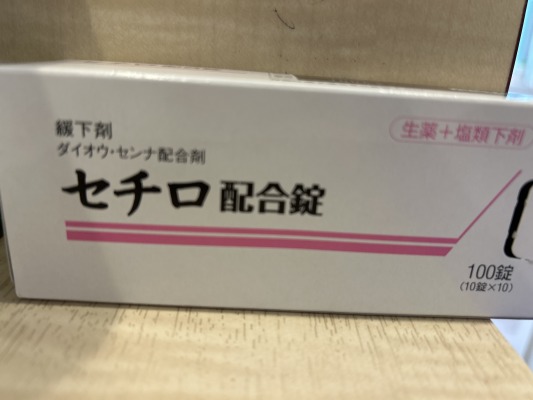 緩下剤
ダイオウ・センナ配合剤
セチロ配合錠
生薬+塩類下剤
100錠
(10錠×10)